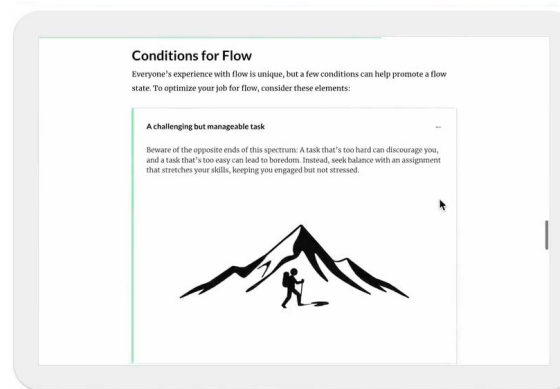 Conditions for Flow
Everyone's experience with flow is unique, but a few conditions can help promote a flow
state. To optimize your job for flow, consider these elements:
A challenging but manageable task
Beware of the opposite ends of this spectrum: A task that's too hard can discourage you,
and a task that's too easy can lead to boredom. Instead, seek balance with an assignment
that stretches your skills, keeping you engaged but not stressed.